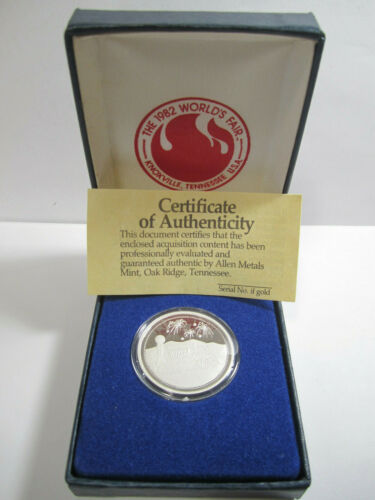 THE 1982 WORLD'S FAIR
KNOXVILLE, TENNESSEE. U.S.A.
Certificate
of Authenticity
This document certifies that the
enclosed acquisition content has been
professionally evaluated and
guaranteed authentic by Allen Metals
Mint, Oak Ridge, Tennessee.
Serial No. if gold